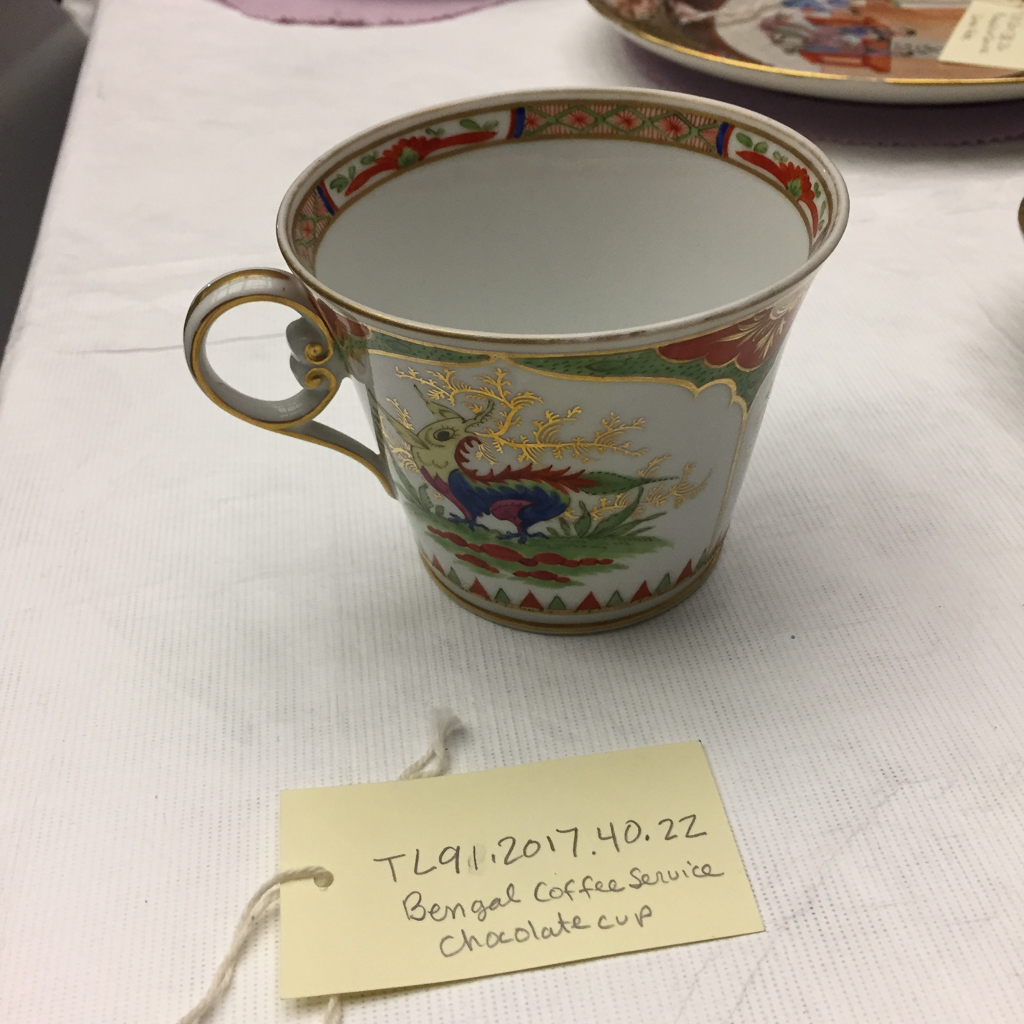 TL91.2017.40.22
Bengal Coffee Service
Chocolate cup